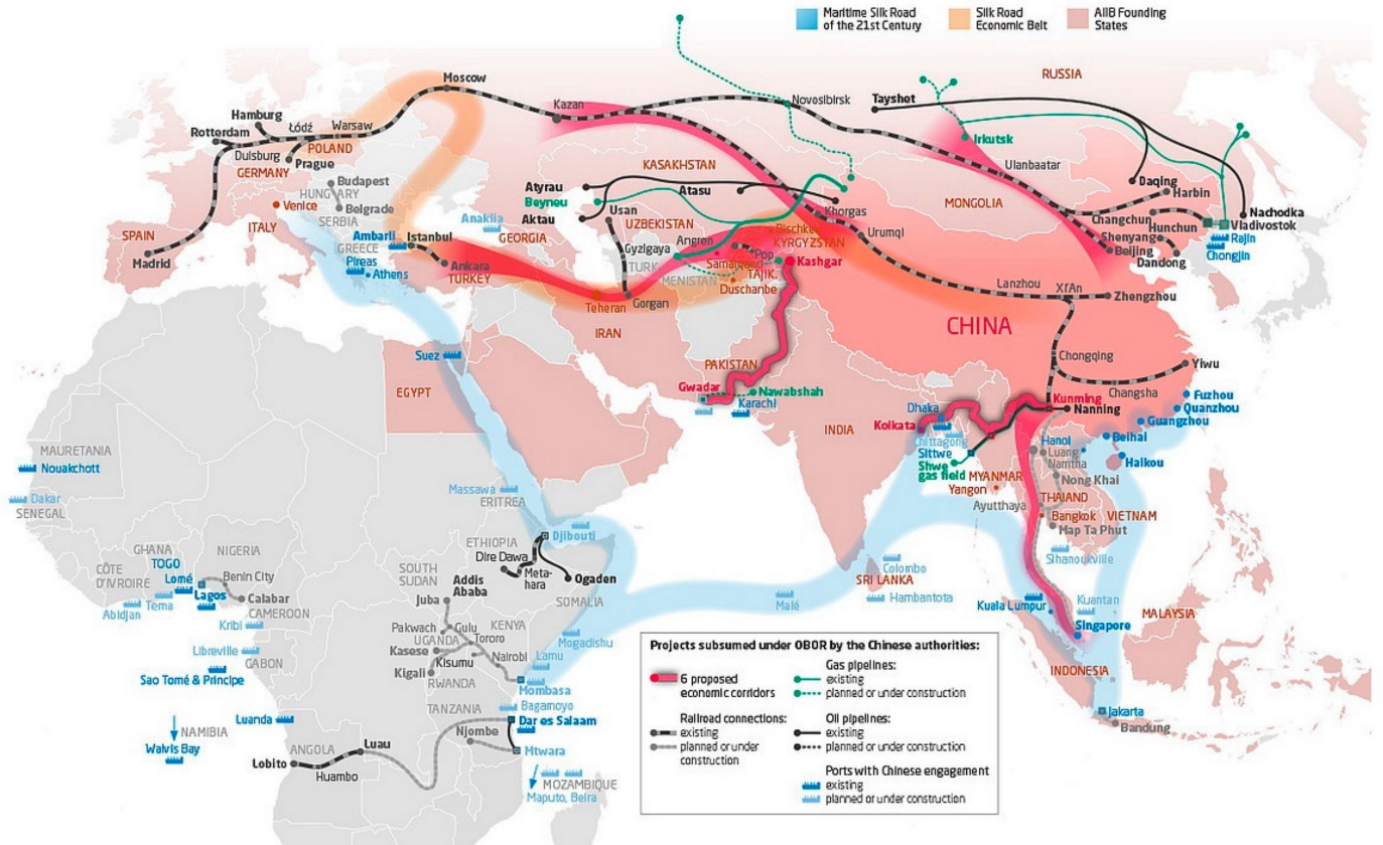 Maritime Silk Road
of the 21st Century
Silk Road
Economic Belt
AIIB Founding
States
RUSSIA
Moscow
Kazan
Novosibirsk
Tayshet
Irkutsk
Ulanbaatar
Hamburg
Rotterdam
Łódź
Warsaw
Duisburg
POLAND
Prague
GERMANY
Budapest
HUNGARY
Belgrade
SERBIA
Venice
ITALY
SPAIN
Madrid
KASAKHSTAN
Atyrau
Beyneu
Aktau
Atasu
Usan
UZBEKISTAN
Khorgas
Urumqi
MONGOLIA
Daqing
Harbin
Changchun
Hunchun
Shenyang
Beijing
Dandong
Nachodka
Vladivostok
Rajin
Chongjin
Anaklia
GEORGIA
Ambarli
Istanbul
GREECE
Pireas
Athens
Ankara
TURKEY
Gyzlgaya
TURK
MENISTAN
Angren
Bischkek
KYRGYZSTAN
Pop
TAJIK.
Kashgar
Duschanbe
Teheran
Gorgan
IRAN
Lanzhou
Xi'An
Zhengzhou
CHINA
Chongqing
Yiwu
Changsha
Suez
EGYPT
PAKISTAN
Gwadar
Nawabshah
Karachi
INDIA
Dhaka
Kolkata
Chittagong
Sittwe
Shwe
gas field
MYANMAR
Yangon
Kunming
Nanning
Fuzhou
Quanzhou
Guangzhou
Beihai
Haikou
Hanoi
Luang
Namtha
Nong Khai
THAILAND
Ayutthaya
Bangkok
VIETNAM
Map Ta Phut
Sihanoukville
MAURETANIA
Nouakchott
Dakar
SENEGAL
Massawa
ERITREA
Djibouti
ETHIOPIA
Dire Dawa
Meta-
hara
Ogaden
SOMALIA
GHANA
TOGO
NIGERIA
CÔTE
D'IVROIRE
Lomé
Lagos
Benin City
Calabar
CAMEROON
Tema
Abidjan
Kribi
Libreville
GABON
Sao Tomé & Principe
SOUTH
SUDAN
Addis
Ababa
Juba
Pakwach
Gulu
UGANDA
Tororo
KENYA
Kasese
Kisumu
Nairobi
Kigali
RWANDA
Mogadishu
Lamu
Mombasa
Bagamoyo
TANZANIA
Dar es Salaam
Njombe
Mtwara
Luanda
NAMIBIA
Walvis Bay
ANGOLA
Luau
Lobito
Huambo
MOZAMBIQUE
Maputo, Beira
Colombo
SRI LANKA
Hambantota
Malé
Kuala Lumpur
Kuantan
Singapore
MALAYSIA
INDONESIA
Jakarta
Bandung
Projects subsumed under OBOR by the Chinese authorities:
6 proposed
economic corridors
Railroad connections:
existing
planned or under
construction
Gas pipelines:
existing
planned or under construction
Oil pipelines:
existing
planned or under construction
Ports with Chinese engagement
existing
planned or under construction